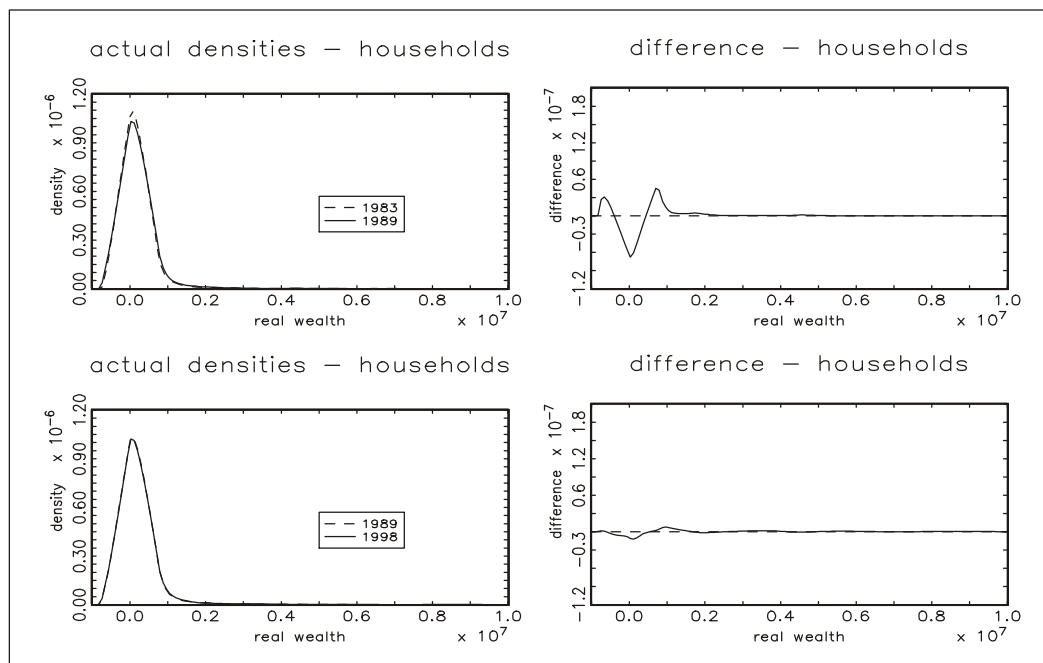 actual densities – households
density × 10⁻⁶
0.00 0.30 0.60 0.90 1.20
1983
1989
0.0 0.2 0.4 0.6 0.8 1.0
real wealth
× 10⁷
difference – households
difference × 10⁻⁷
−1.2 −0.3 0.6 1.2 1.8
0.0 0.2 0.4 0.6 0.8 1.0
real wealth
× 10⁷
actual densities – households
density × 10⁻⁶
0.00 0.30 0.60 0.90 1.20
1989
1998
0.0 0.2 0.4 0.6 0.8 1.0
real wealth
× 10⁷
difference – households
difference × 10⁻⁷
−1.2 −0.3 0.6 1.2 1.8
0.0 0.2 0.4 0.6 0.8 1.0
real wealth
× 10⁷